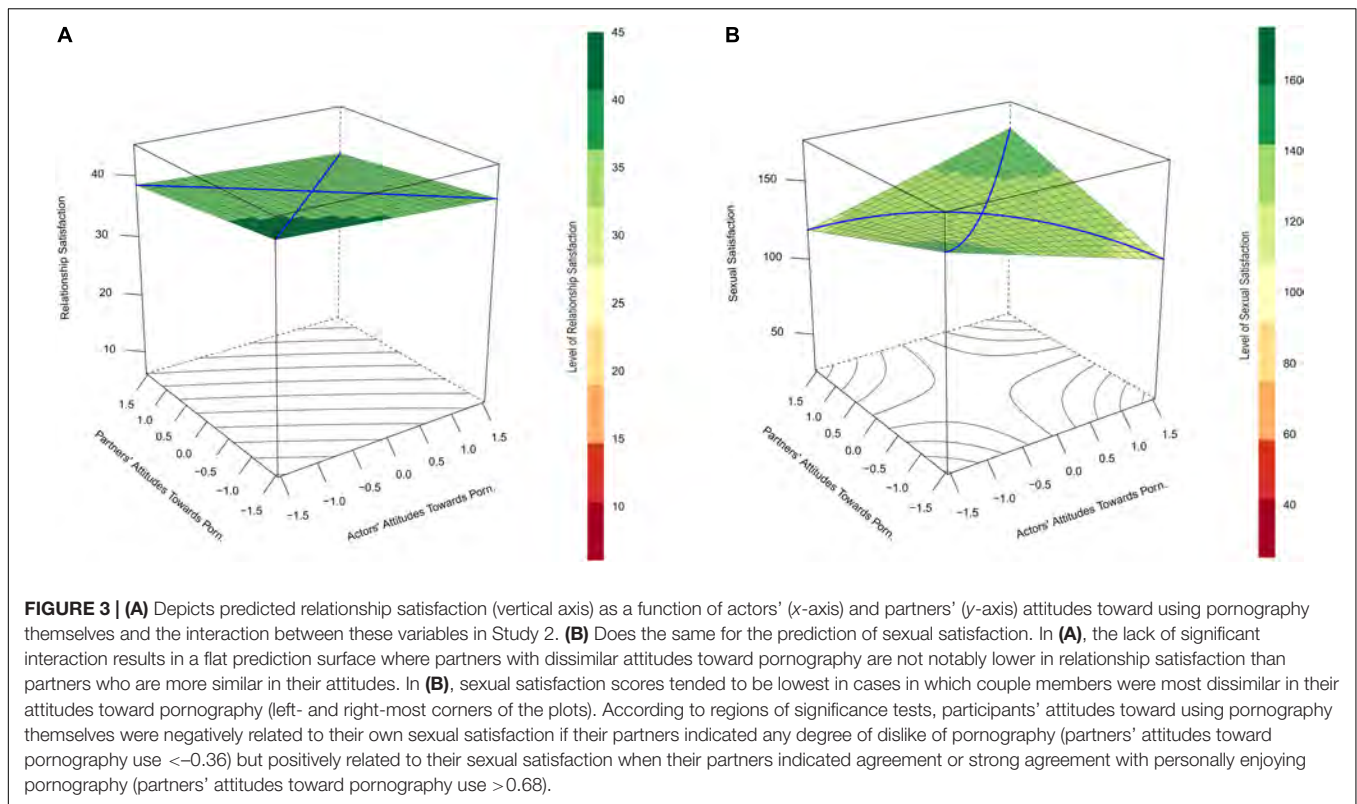 A
45
40
35
30
25
20
15
10
Level of Relationship Satisfaction
Relationship Satisfaction
40
30
20
10
1.5
1.0
0.5
0.0
−0.5
−1.0
−1.5
Partners' Attitudes Towards Porn.
−1.5
−1.0
−0.5
0.0
0.5
1.0
1.5
Actors' Attitudes Towards Porn.
B
160
140
120
100
80
60
40
Level of Sexual Satisfaction
Sexual Satisfaction
150
100
50
1.5
1.0
0.5
0.0
−0.5
−1.0
−1.5
Partners' Attitudes Towards Porn.
−1.5
−1.0
−0.5
0.0
0.5
1.0
1.5
Actors' Attitudes Towards Porn.
FIGURE 3 | (A) Depicts predicted relationship satisfaction (vertical axis) as a function of actors' (x-axis) and partners' (y-axis) attitudes toward using pornography
themselves and the interaction between these variables in Study 2. (B) Does the same for the prediction of sexual satisfaction. In (A), the lack of significant
interaction results in a flat prediction surface where partners with dissimilar attitudes toward pornography are not notably lower in relationship satisfaction than
partners who are more similar in their attitudes. In (B), sexual satisfaction scores tended to be lowest in cases in which couple members were most dissimilar in their
attitudes toward pornography (left- and right-most corners of the plots). According to regions of significance tests, participants' attitudes toward using pornography
themselves were negatively related to their own sexual satisfaction if their partners indicated any degree of dislike of pornography (partners' attitudes toward
pornography use <–0.36) but positively related to their sexual satisfaction when their partners indicated agreement or strong agreement with personally enjoying
pornography (partners' attitudes toward pornography use >0.68).